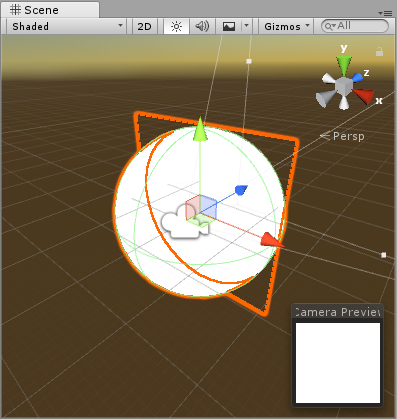 Scene
Shaded 2D Gizmos All
y
z
x
Persp
Camera Preview